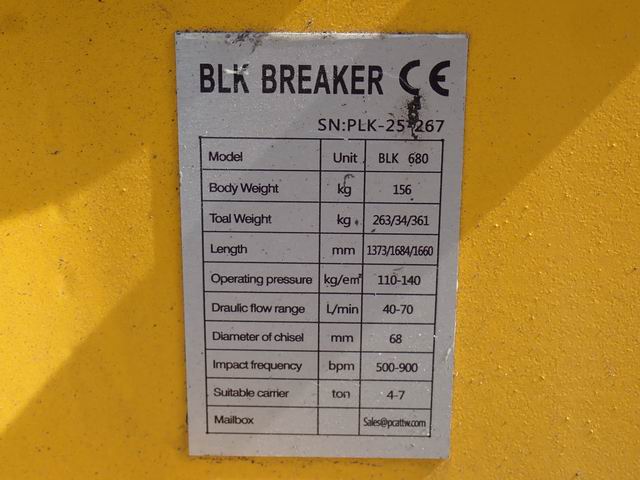 BLK BREAKER CE
SN:PLK-25-267
Model Unit BLK 680
Body Weight kg 156
Toal Weight kg 263/34/361
Length mm 1373/1684/1660
Operating pressure kg/em² 110-140
Draulic flow range L/min 40-70
Diameter of chisel mm 68
Impact frequency bpm 500-900
Suitable carrier ton 4-7
Mailbox Sales@pcattw.com